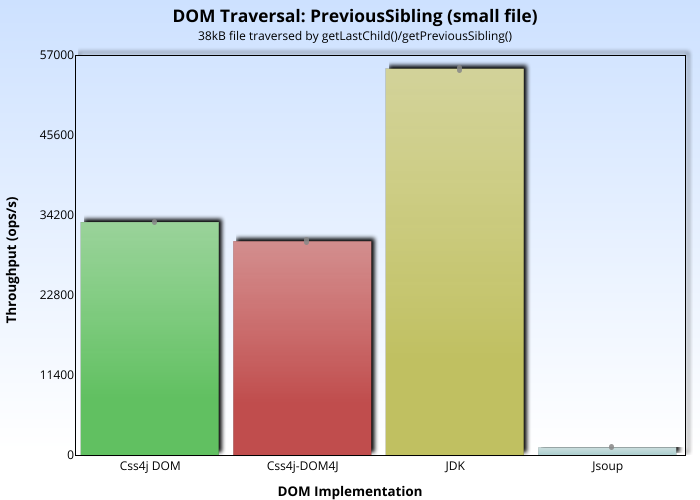 DOM Traversal: PreviousSibling (small file)
38kB file traversed by getLastChild()/getPreviousSibling()
57000
45600
34200
22800
11400
0
Throughput (ops/s)
Css4j DOM
Css4j-DOM4J
JDK
Jsoup
DOM Implementation